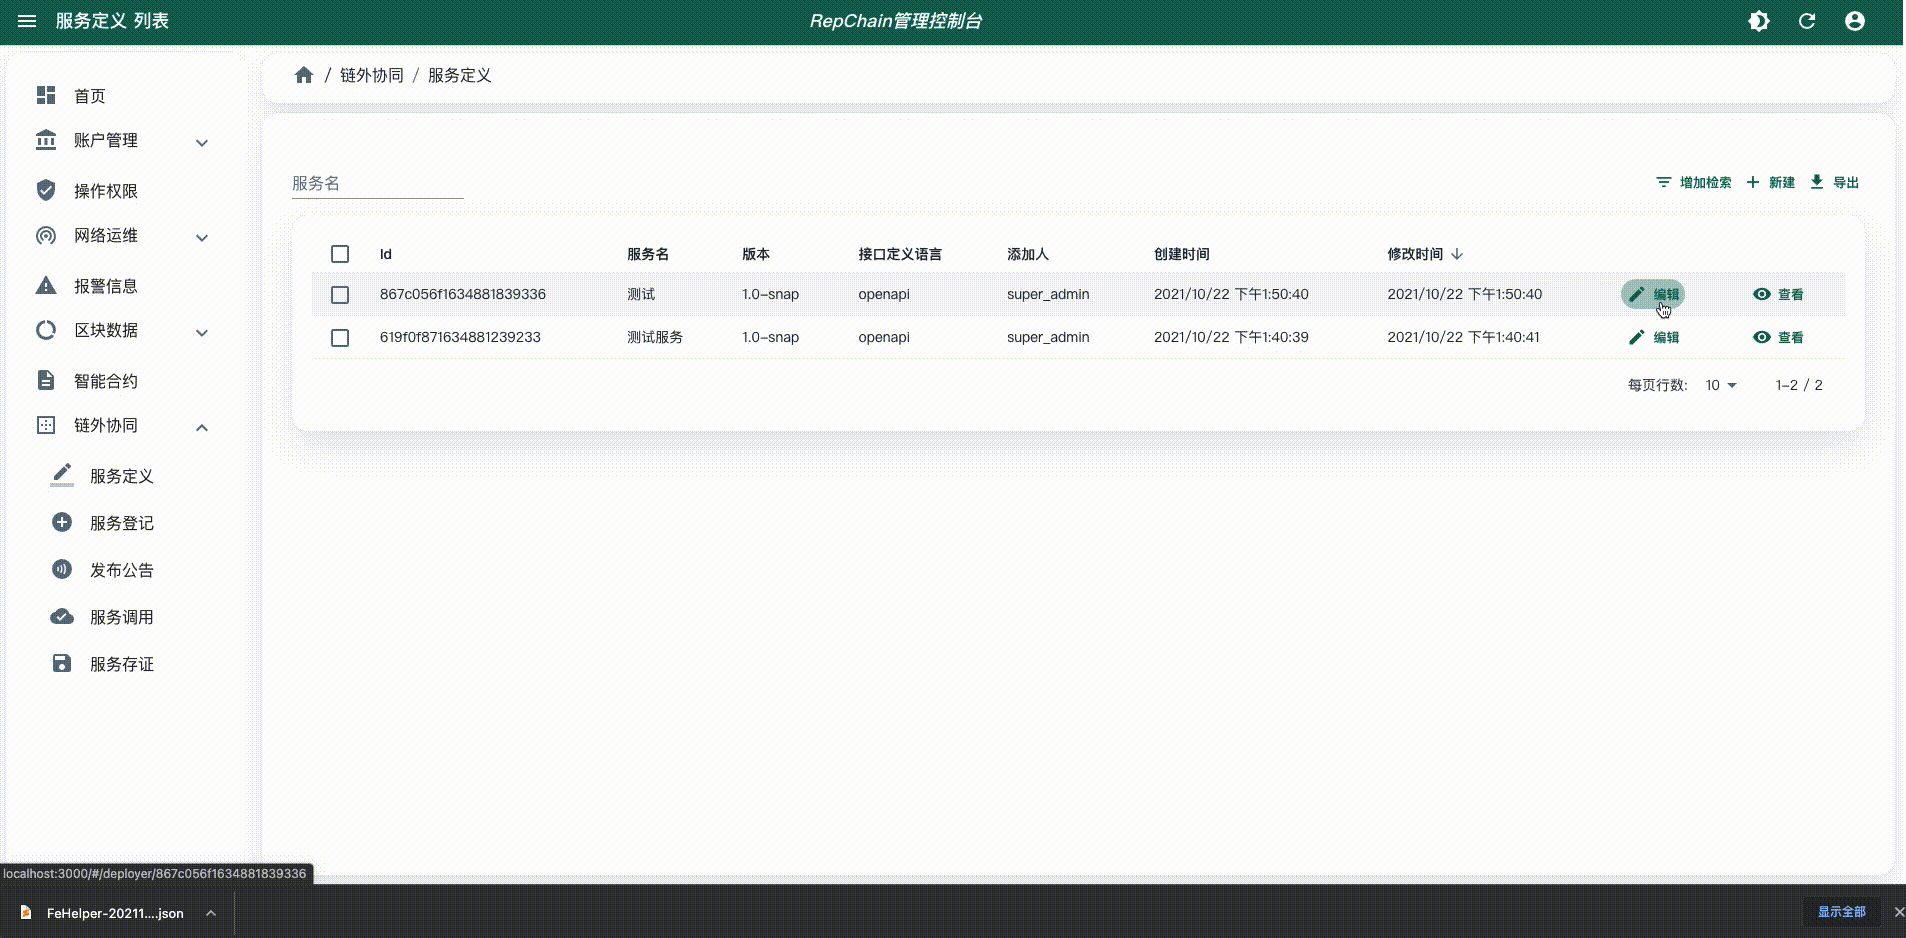 服务定义 列表
RepChain管理控制台
首页
账户管理
操作权限
网络运维
报警信息
区块数据
智能合约
链外协同
服务定义
服务登记
发布公告
服务调用
服务存证
/ 链外协同 / 服务定义
服务名
增加检索 新建 导出
Id 服务名 版本 接口定义语言 添加人 创建时间 修改时间
867c056f1634881839336 测试 1.0-snap openapi super_admin 2021/10/22 下午1:50:40 2021/10/22 下午1:50:40 编辑 查看
619f0f871634881239233 测试服务 1.0-snap openapi super_admin 2021/10/22 下午1:40:39 2021/10/22 下午1:40:41 编辑 查看
每页行数: 10 1-2 / 2
localhost:3000/#/deployer/867c056f1634881839336
FeHelper-20211....json
显示全部